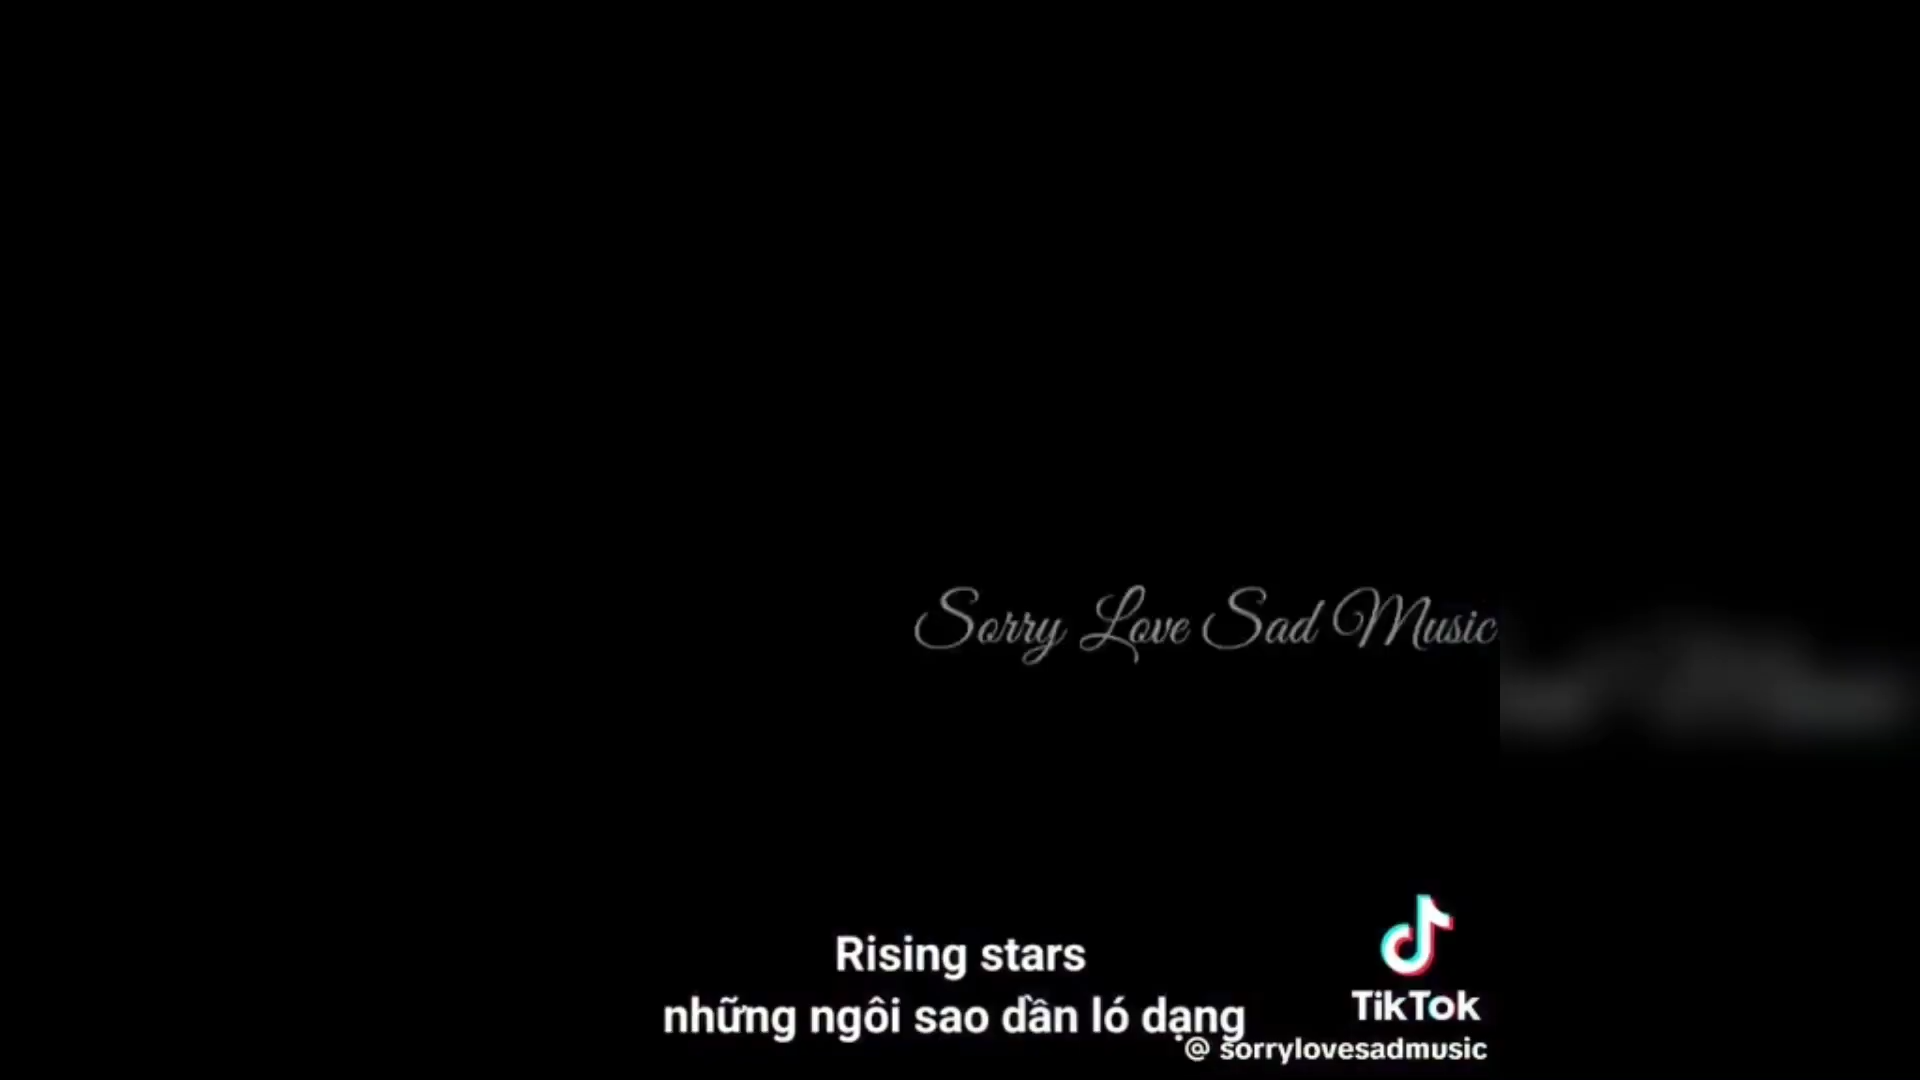 Sorry Love Sad Music
Rising stars
những ngôi sao dần ló dạng
TikTok
@ sorrylovesadmusic